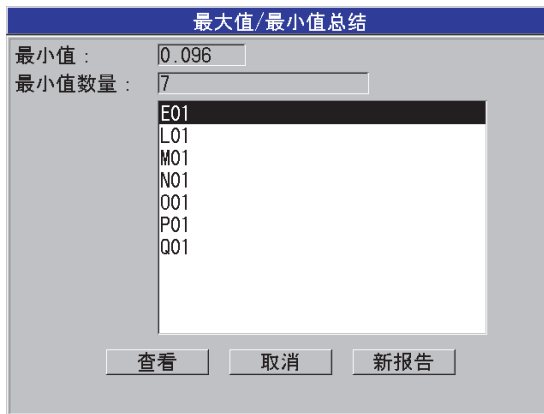 最大值/最小值总结
最小值: 0.096
最小值数量: 7
E01
L01
M01
N01
O01
P01
Q01
查看 取消 新报告